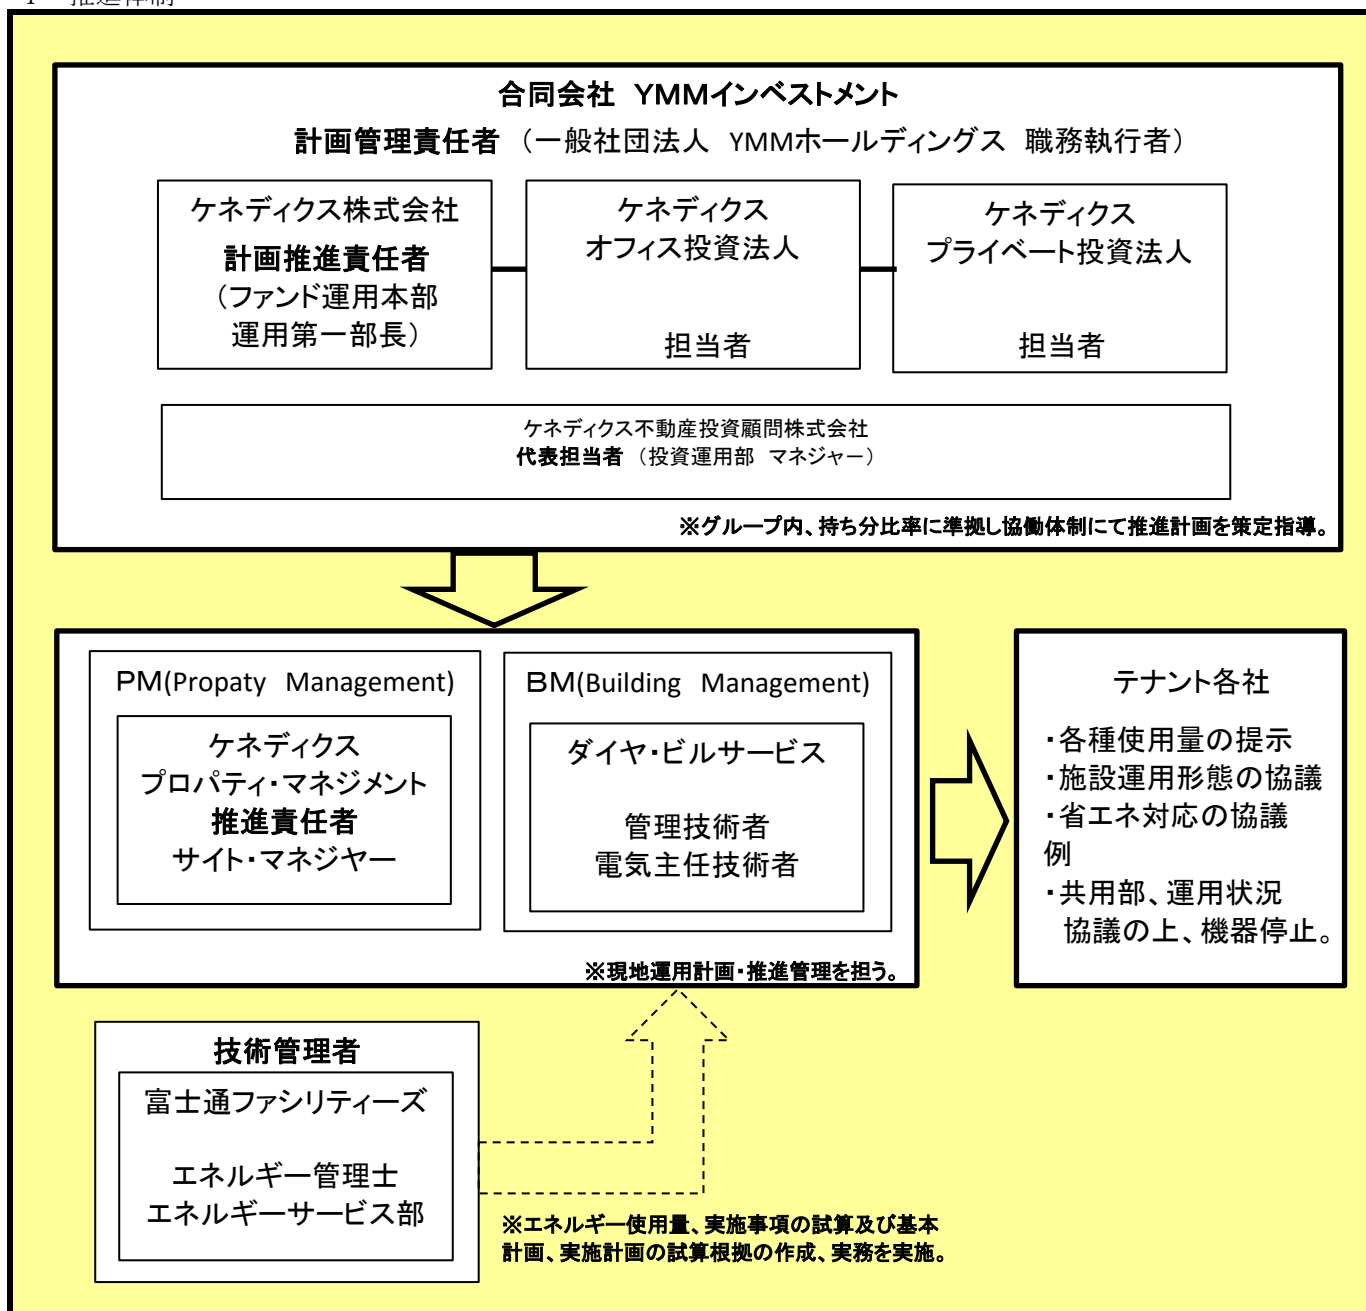 推進体制
合同会社 YMMインベストメント
計画管理責任者 （一般社団法人 YMMホールディングス 職務執行者）
ケネディクス株式会社
計画推進責任者
（ファンド運用本部
運用第一部長）
ケネディクス
オフィス投資法人
担当者
ケネディクス
プライベート投資法人
担当者
ケネディクス不動産投資顧問株式会社
代表担当者 （投資運用部 マネジャー）
※グループ内、持ち分比率に準拠し協働体制にて推進計画を策定指導。
ＰＭ(Propaty Management)
ケネディクス
プロパティ・マネジメント
推進責任者
サイト・マネジヤー
ＢＭ(Building Management)
ダイヤ・ビルサービス
管理技術者
電気主任技術者
※現地運用計画・推進管理を担う。
テナント各社
・各種使用量の提示
・施設運用形態の協議
・省エネ対応の協議
例
・共用部、運用状況
協議の上、機器停止。
技術管理者
富士通ファシリティーズ
エネルギー管理士
エネルギーサービス部
※エネルギー使用量、実施事項の試算及び基本
計画、実施計画の試算根拠の作成、実務を実施。